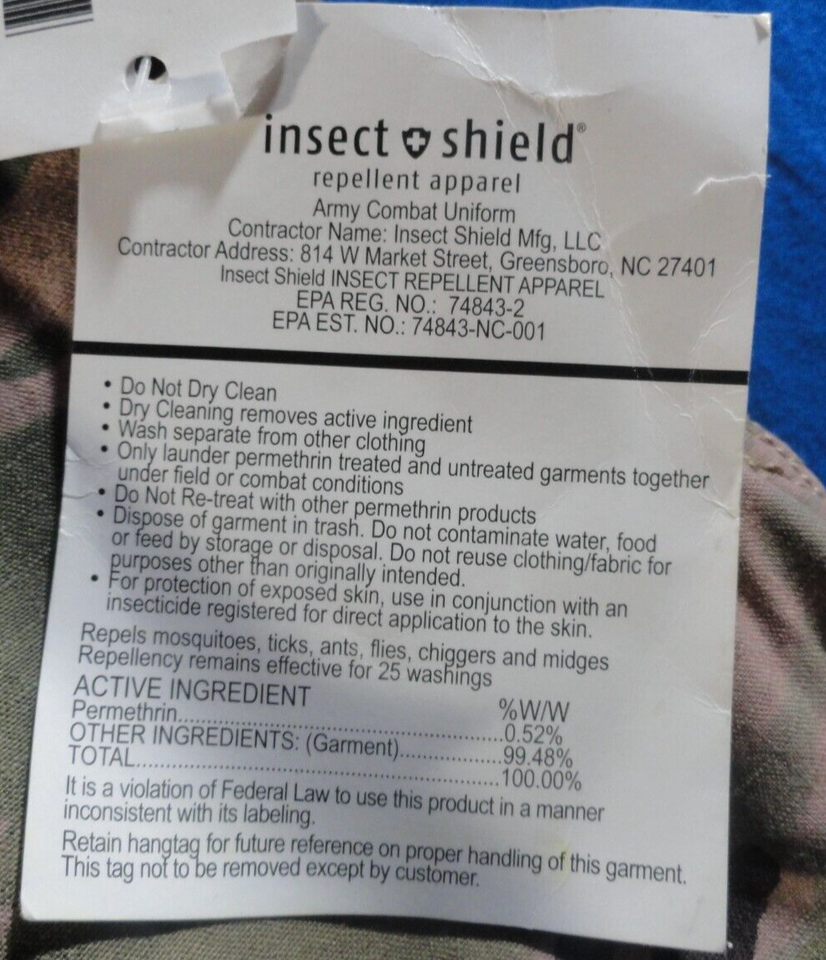 insect shield®
repellent apparel
Army Combat Uniform
Contractor Name: Insect Shield Mfg, LLC
Contractor Address: 814 W Market Street, Greensboro, NC 27401
Insect Shield INSECT REPELLENT APPAREL
EPA REG. NO.: 74843-2
EPA EST. NO.: 74843-NC-001
• Do Not Dry Clean
• Dry Cleaning removes active ingredient
• Wash separate from other clothing
• Only launder permethrin treated and untreated garments together
under field or combat conditions
• Do Not Re-treat with other permethrin products
• Dispose of garment in trash. Do not contaminate water, food
or feed by storage or disposal. Do not reuse clothing/fabric for
purposes other than originally intended.
• For protection of exposed skin, use in conjunction with an
insecticide registered for direct application to the skin.
Repels mosquitoes, ticks, ants, flies, chiggers and midges
Repellency remains effective for 25 washings
ACTIVE INGREDIENT %W/W
Permethrin..........0.52%
OTHER INGREDIENTS: (Garment)..........99.48%
TOTAL..........100.00%
It is a violation of Federal Law to use this product in a manner
inconsistent with its labeling.
Retain hangtag for future reference on proper handling of this garment.
This tag not to be removed except by customer.